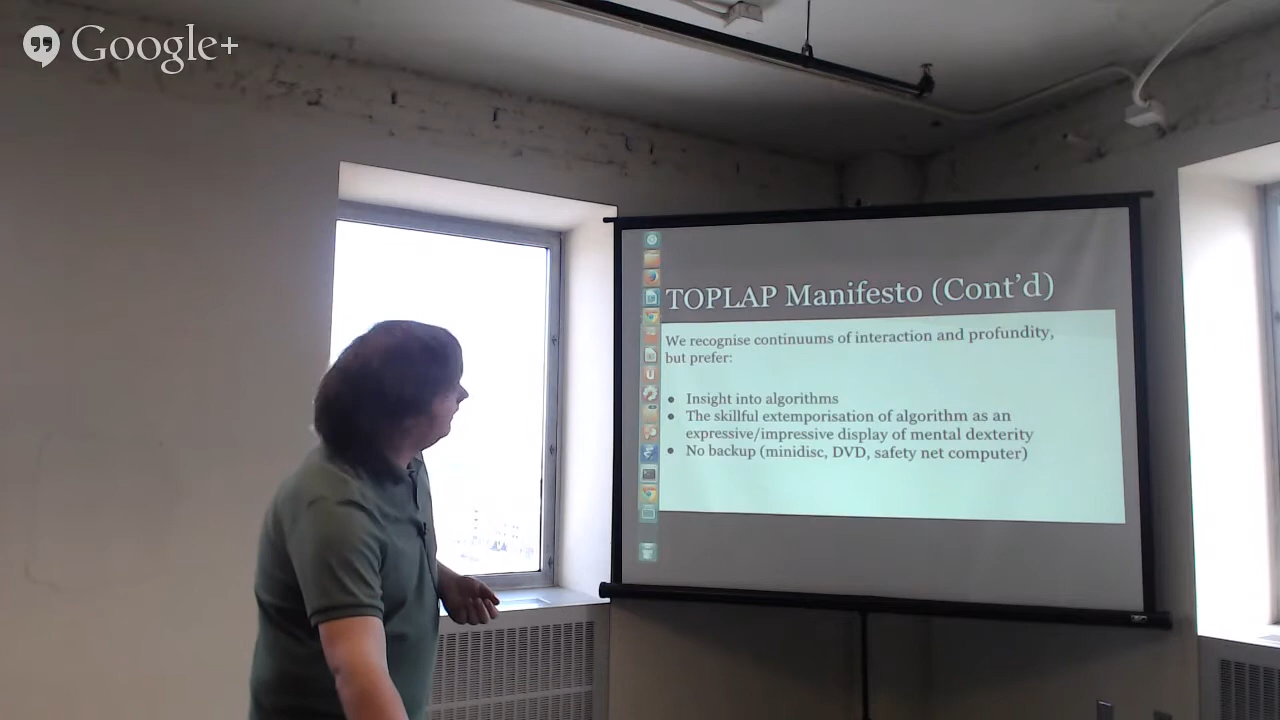 Google+
TOPLAP Manifesto (Cont'd)
We recognise continuums of interaction and profundity,
but prefer:
● Insight into algorithms
● The skillful extemporisation of algorithm as an
expressive/impressive display of mental dexterity
● No backup (minidisc, DVD, safety net computer)